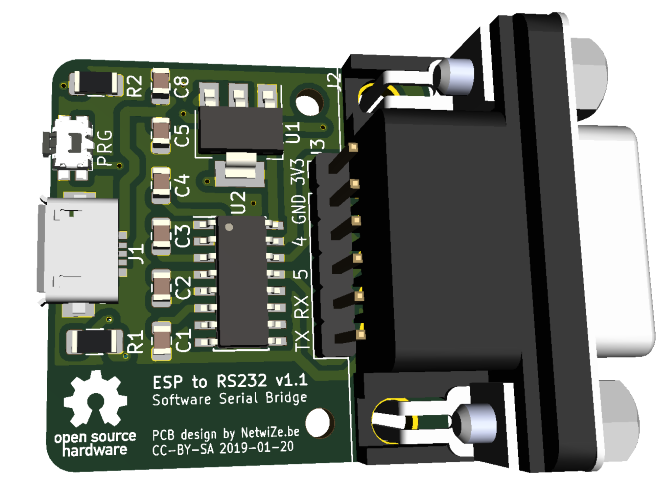 R2
C8
J2
PRG
C5
U1
J3
C4
3V3
GND
U2
C3
4
J1
5
C2
RX
R1
C1
TX
ESP to RS232 v1.1
Software Serial Bridge
open source
hardware
PCB design by NetwiZe.be
CC-BY-SA 2019-01-20